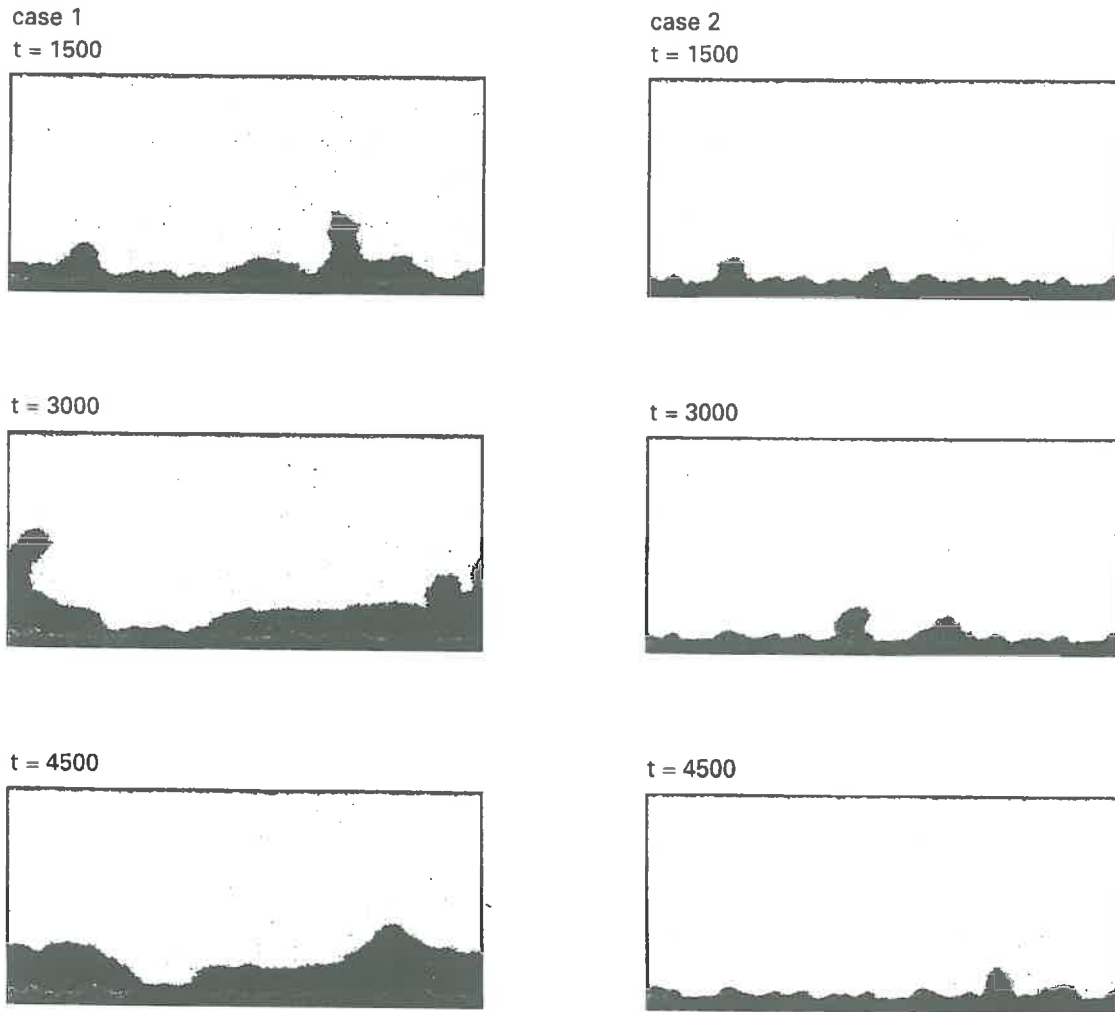 case 1
t = 1500
t = 3000
t = 4500
case 2
t = 1500
t = 3000
t = 4500